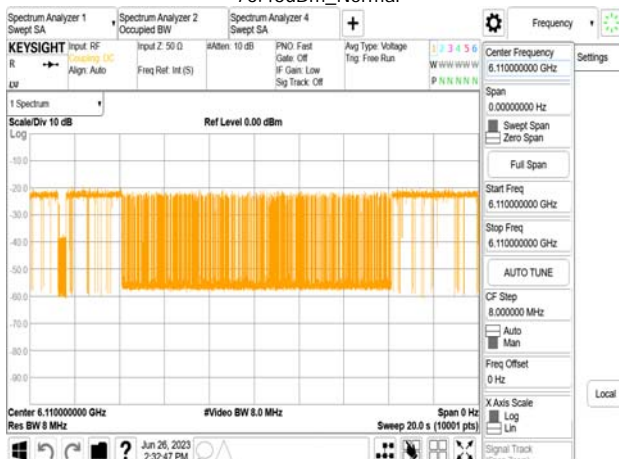 Spectrum Analyzer 1
Swept SA
Spectrum Analyzer 2
Occupied BW
Spectrum Analyzer 4
Swept SA
+
Frequency
KEYSIGHT
R
LXI
Input: RF
Coupling: DC
Align: Auto
Input Z: 50 Ω
Freq Ref: Int (S)
#Atten: 10 dB
PNO: Fast
Gate: Off
IF Gain: Low
Sig Track: Off
Avg Type: Voltage
Trig: Free Run
1 2 3 4 5 6
W W W W W W
P N N N N N
1 Spectrum
Scale/Div 10 dB
Ref Level 0.00 dBm
Log
-10.0
-20.0
-30.0
-40.0
-50.0
-60.0
-70.0
-80.0
-90.0
Center 6.110000000 GHz
#Video BW 8.0 MHz
Span 0 Hz
Res BW 8 MHz
Sweep 20.0 s (10001 pts)
Jun 26, 2023
2:32:47 PM
Center Frequency
6.110000000 GHz
Settings
Span
0.00000000 Hz
Swept Span
Zero Span
Full Span
Start Freq
6.110000000 GHz
Stop Freq
6.110000000 GHz
AUTO TUNE
CF Step
8.000000 MHz
Auto
Man
Freq Offset
0 Hz
X Axis Scale
Log
Lin
Local
Signal Track